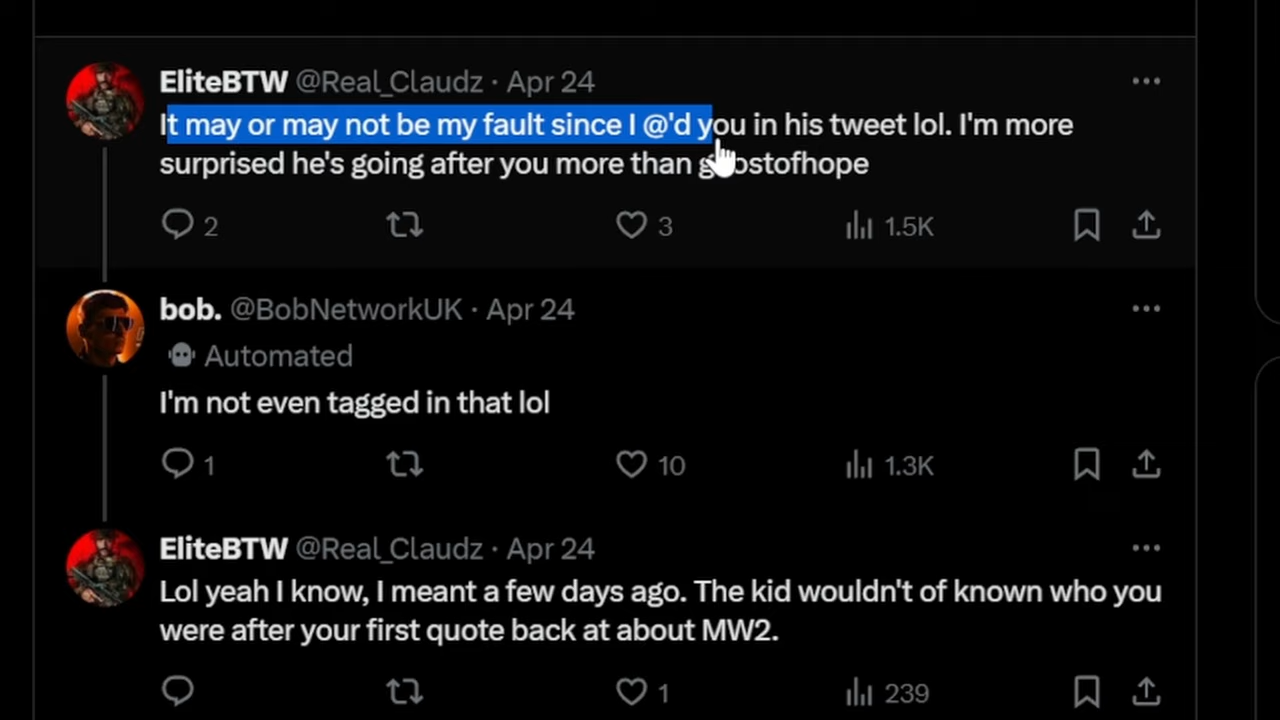 EliteBTW @Real_Claudz · Apr 24
It may or may not be my fault since I @'d you in his tweet lol. I'm more
surprised he's going after you more than ghostofhope
2 3 1.5K
bob. @BobNetworkUK · Apr 24
Automated
I'm not even tagged in that lol
1 10 1.3K
EliteBTW @Real_Claudz · Apr 24
Lol yeah I know, I meant a few days ago. The kid wouldn't of known who you
were after your first quote back at about MW2.
1 239